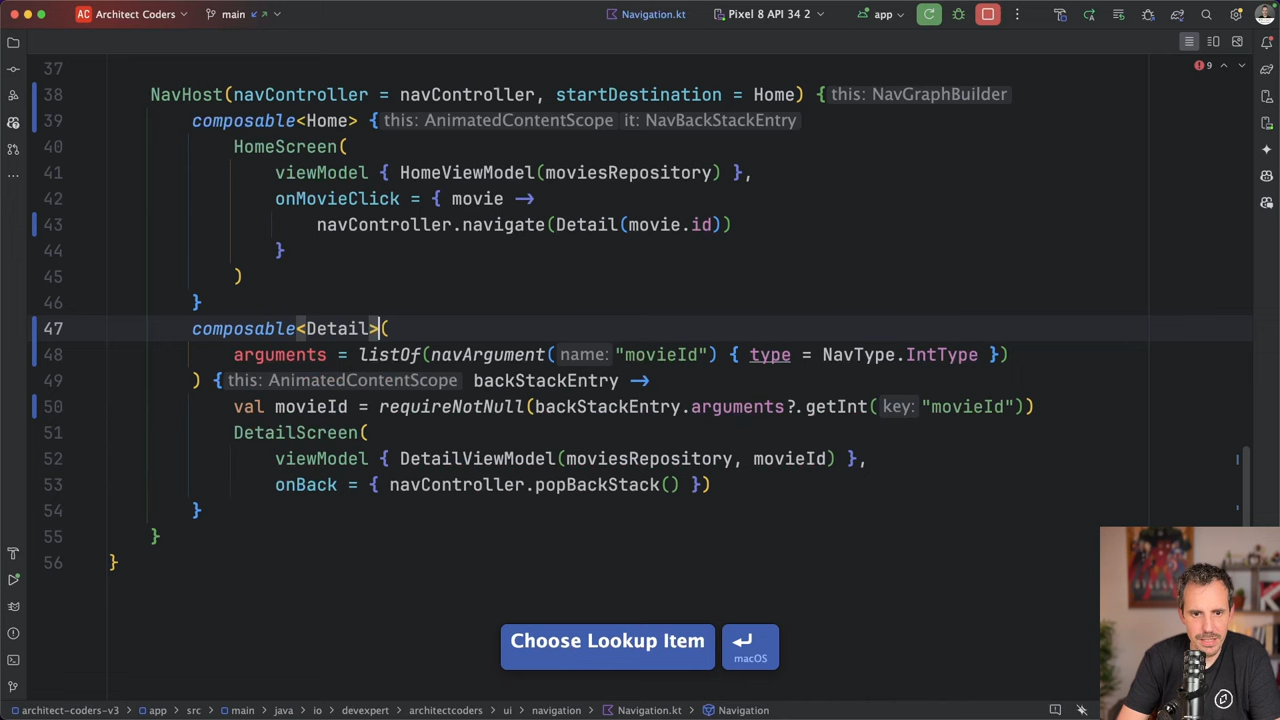 AC Architect Coders main Navigation.kt Pixel 8 API 34 2 app
37
9
38 NavHost(navController = navController, startDestination = Home) { this: NavGraphBuilder
39 composable<Home> { this: AnimatedContentScope it: NavBackStackEntry
40 HomeScreen(
41 viewModel { HomeViewModel(moviesRepository) },
42 onMovieClick = { movie ->
43 navController.navigate(Detail(movie.id))
44 }
45 )
46 }
47 composable<Detail>(
48 arguments = listOf(navArgument( name: "movieId") { type = NavType.IntType })
49 ) { this: AnimatedContentScope backStackEntry ->
50 val movieId = requireNotNull(backStackEntry.arguments?.getInt( key: "movieId"))
51 DetailScreen(
52 viewModel { DetailViewModel(moviesRepository, movieId) },
53 onBack = { navController.popBackStack() })
54 }
55 }
56 }
Choose Lookup Item
macOS
architect-coders-v3 > app > src > main > java > io > devexpert > architectcoders > ui > navigation > Navigation.kt > Navigation